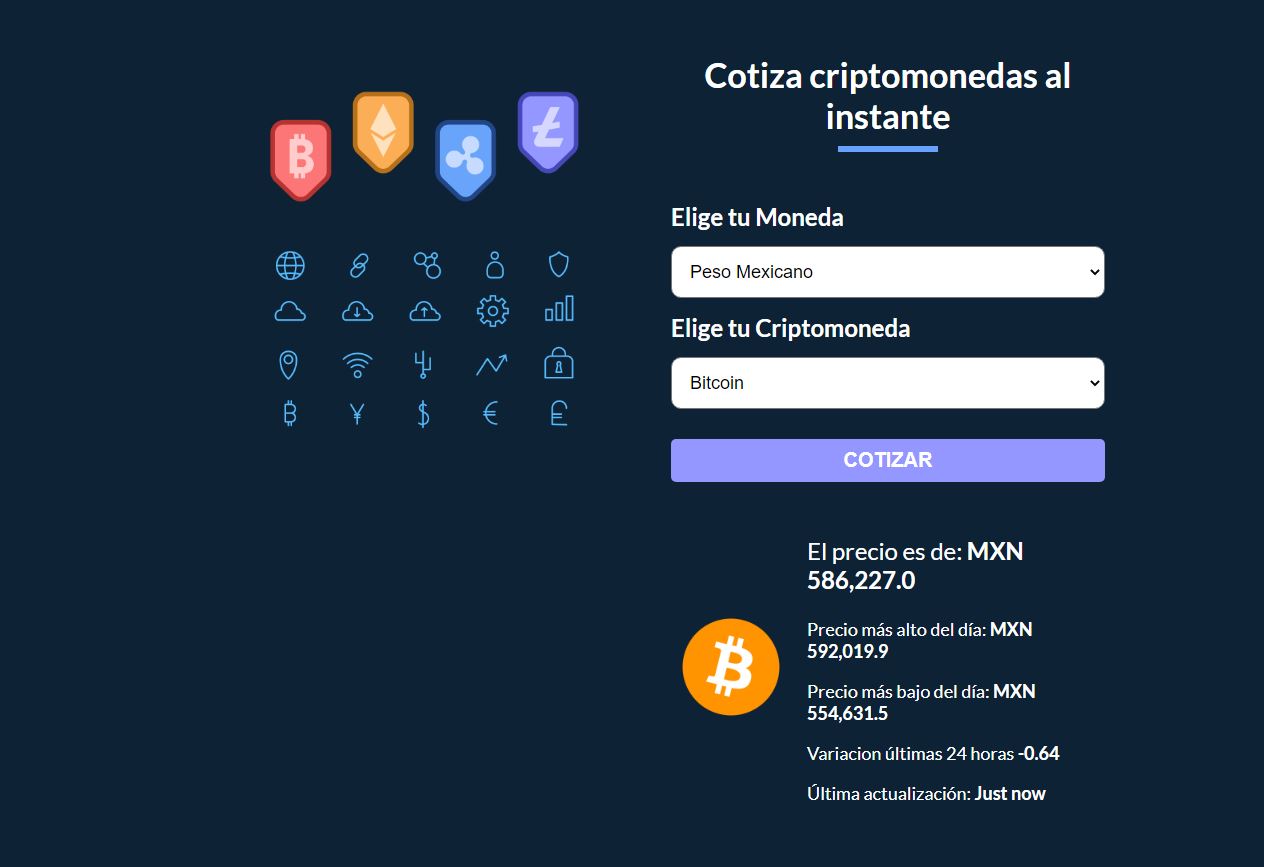 Cotiza criptomonedas al
instante
Elige tu Moneda
Peso Mexicano
Elige tu Criptomoneda
Bitcoin
COTIZAR
El precio es de: MXN
586,227.0
Precio más alto del día: MXN
592,019.9
Precio más bajo del día: MXN
554,631.5
Variacion últimas 24 horas -0.64
Última actualización: Just now